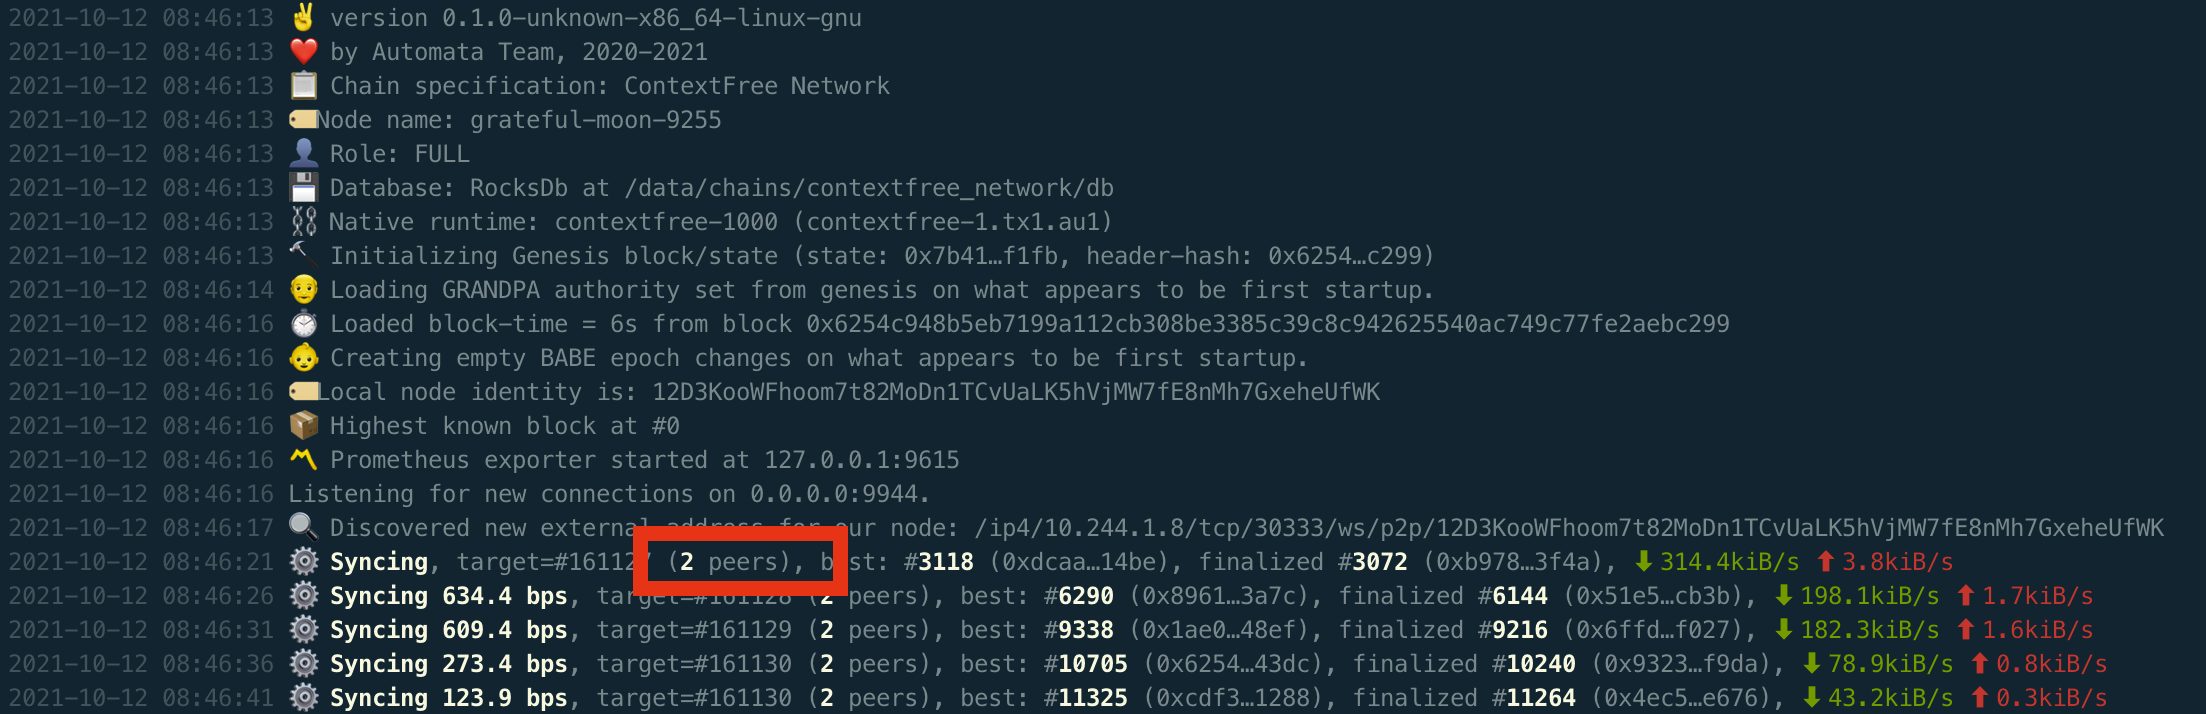 2021-10-12 08:46:13 ✌️ version 0.1.0-unknown-x86_64-linux-gnu
2021-10-12 08:46:13 ❤️ by Automata Team, 2020-2021
2021-10-12 08:46:13 📋 Chain specification: ContextFree Network
2021-10-12 08:46:13 🏷 Node name: grateful-moon-9255
2021-10-12 08:46:13 👤 Role: FULL
2021-10-12 08:46:13 💾 Database: RocksDb at /data/chains/contextfree_network/db
2021-10-12 08:46:13 ⛓ Native runtime: contextfree-1000 (contextfree-1.tx1.au1)
2021-10-12 08:46:13 🔨 Initializing Genesis block/state (state: 0x7b41…f1fb, header-hash: 0x6254…c299)
2021-10-12 08:46:14 👴 Loading GRANDPA authority set from genesis on what appears to be first startup.
2021-10-12 08:46:16 ⏱ Loaded block-time = 6s from block 0x6254c948b5eb7199a112cb308be3385c39c8c942625540ac749c77fe2aebc299
2021-10-12 08:46:16 👶 Creating empty BABE epoch changes on what appears to be first startup.
2021-10-12 08:46:16 🏷 Local node identity is: 12D3KooWFhoom7t82MoDn1TCvUaLK5hVjMW7fE8nMh7GxeheUfWK
2021-10-12 08:46:16 📦 Highest known block at #0
2021-10-12 08:46:16 〽️ Prometheus exporter started at 127.0.0.1:9615
2021-10-12 08:46:16 Listening for new connections on 0.0.0.0:9944.
2021-10-12 08:46:17 🔍 Discovered new external address for our node: /ip4/10.244.1.8/tcp/30333/ws/p2p/12D3KooWFhoom7t82MoDn1TCvUaLK5hVjMW7fE8nMh7GxeheUfWK
2021-10-12 08:46:21 ⚙️ Syncing, target=#161127 (2 peers), best: #3118 (0xdcaa…14be), finalized #3072 (0xb978…3f4a), ⬇ 314.4kiB/s ⬆ 3.8kiB/s
2021-10-12 08:46:26 ⚙️ Syncing 634.4 bps, target=#161128 (2 peers), best: #6290 (0x8961…3a7c), finalized #6144 (0x51e5…cb3b), ⬇ 198.1kiB/s ⬆ 1.7kiB/s
2021-10-12 08:46:31 ⚙️ Syncing 609.4 bps, target=#161129 (2 peers), best: #9338 (0x1ae0…48ef), finalized #9216 (0x6ffd…f027), ⬇ 182.3kiB/s ⬆ 1.6kiB/s
2021-10-12 08:46:36 ⚙️ Syncing 273.4 bps, target=#161130 (2 peers), best: #10705 (0x6254…43dc), finalized #10240 (0x9323…f9da), ⬇ 78.9kiB/s ⬆ 0.8kiB/s
2021-10-12 08:46:41 ⚙️ Syncing 123.9 bps, target=#161130 (2 peers), best: #11325 (0xcdf3…1288), finalized #11264 (0x4ec5…e676), ⬇ 43.2kiB/s ⬆ 0.3kiB/s